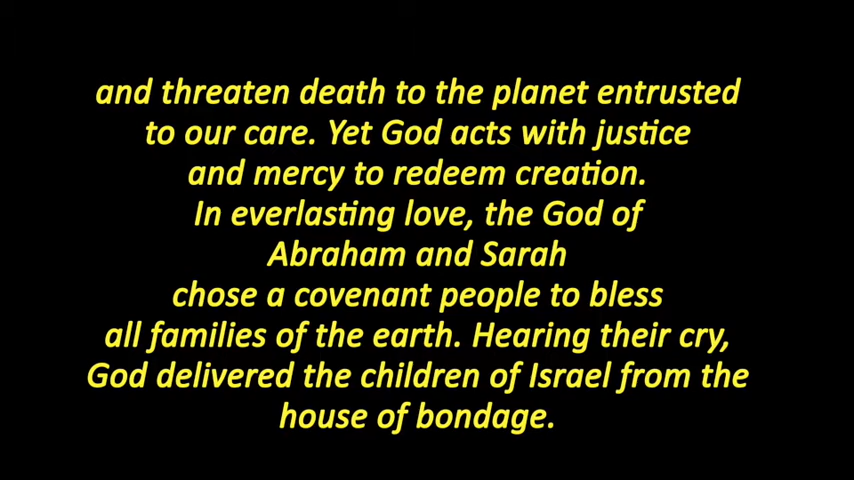 and threaten death to the planet entrusted
to our care. Yet God acts with justice
and mercy to redeem creation.
In everlasting love, the God of
Abraham and Sarah
chose a covenant people to bless
all families of the earth. Hearing their cry,
God delivered the children of Israel from the
house of bondage.